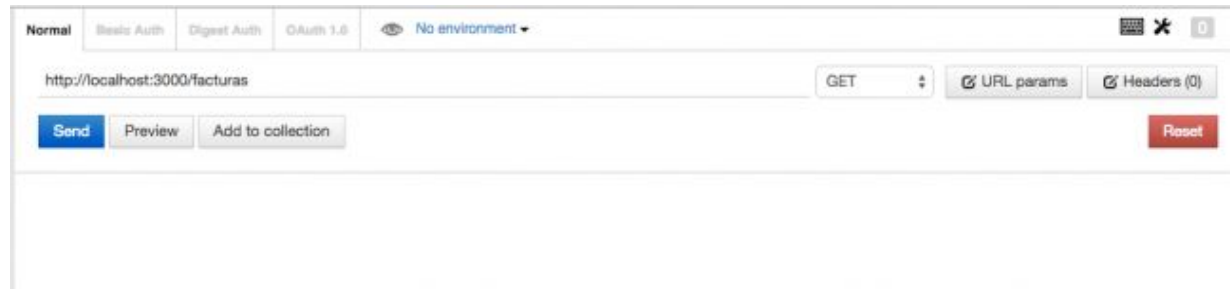 Normal Basic Auth Digest Auth OAuth 1.0 No environment 0
http://localhost:3000/facturas GET URL params Headers (0)
Send Preview Add to collection Reset